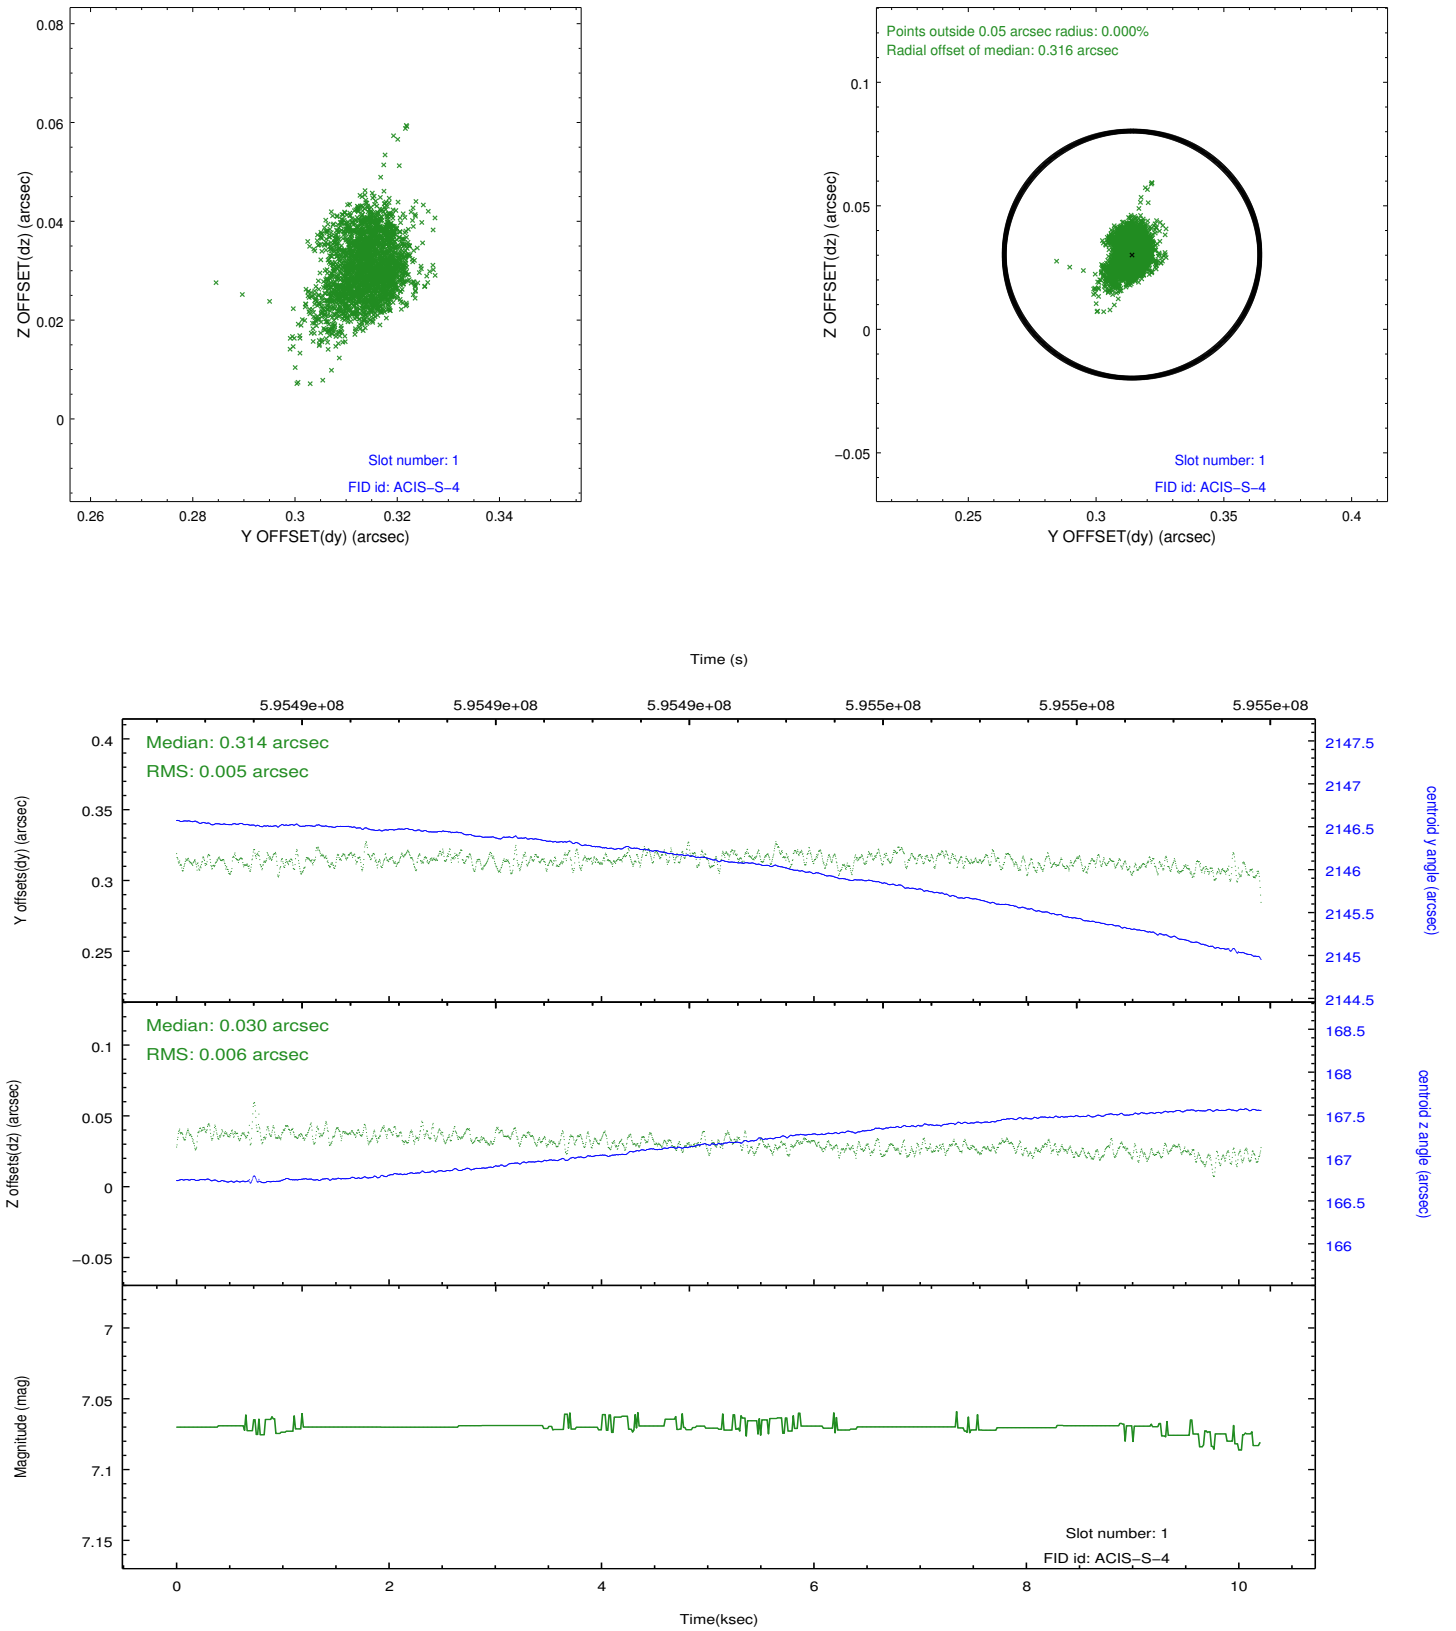 0.08
0.06
0.04
0.02
0
Z OFFSET(dz) (arcsec)
Slot number: 1
FID id: ACIS−S−4
0.26
0.28
0.3
0.32
0.34
Y OFFSET(dy) (arcsec)
Points outside 0.05 arcsec radius: 0.000%
Radial offset of median: 0.316 arcsec
0.1
0.05
0
−0.05
Z OFFSET(dz) (arcsec)
Slot number: 1
FID id: ACIS−S−4
0.25
0.3
0.35
0.4
Y OFFSET(dy) (arcsec)
Time (s)
5.9549e+08
5.9549e+08
5.9549e+08
5.955e+08
5.955e+08
5.955e+08
Median: 0.314 arcsec
RMS: 0.005 arcsec
0.4
0.35
0.3
0.25
Y offsets(dy) (arcsec)
2147.5
2147
2146.5
2146
2145.5
2145
2144.5
centroid y angle (arcsec)
Median: 0.030 arcsec
RMS: 0.006 arcsec
0.1
0.05
0
−0.05
Z offsets(dz) (arcsec)
168.5
168
167.5
167
166.5
166
centroid z angle (arcsec)
7
7.05
7.1
7.15
Magnitude (mag)
Slot number: 1
FID id: ACIS−S−4
0
2
4
6
8
10
Time(ksec)